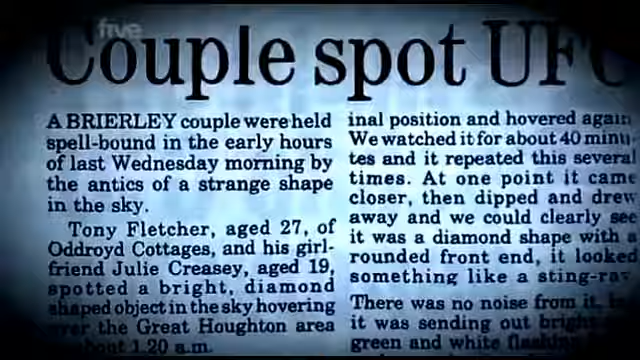 five
Couple spot UFO
A BRIERLEY couple were held
spell-bound in the early hours
of last Wednesday morning by
the antics of a strange shape
in the sky.
Tony Fletcher, aged 27, of
Oddroyd Cottages, and his girl-
friend Julie Creasey, aged 19,
spotted a bright, diamond
shaped object in the sky hovering
over the Great Houghton area
about 1.20 a.m.
inal position and hovered again
We watched it for about 40 minu
tes and it repeated this several
times. At one point it came
closer, then dipped and drew
away and we could clearly see
it was a diamond shape with a
rounded front end, it looked
something like a sting-ray
There was no noise from it,
it was sending out bright
green and white flashing